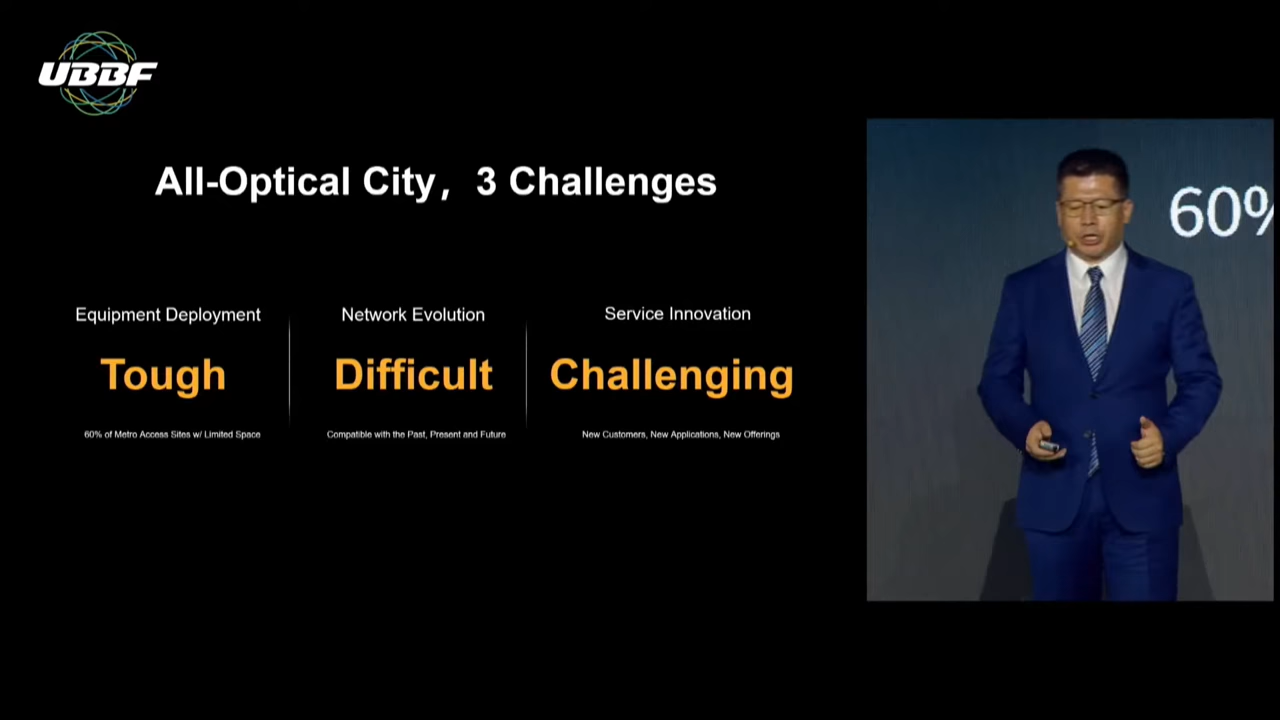 UBBF
All-Optical City, 3 Challenges
Equipment Deployment
Tough
60% of Metro Access Sites w/ Limited Space
Network Evolution
Difficult
Compatible with the Past, Present and Future
Service Innovation
Challenging
New Customers, New Applications, New Offerings
60%